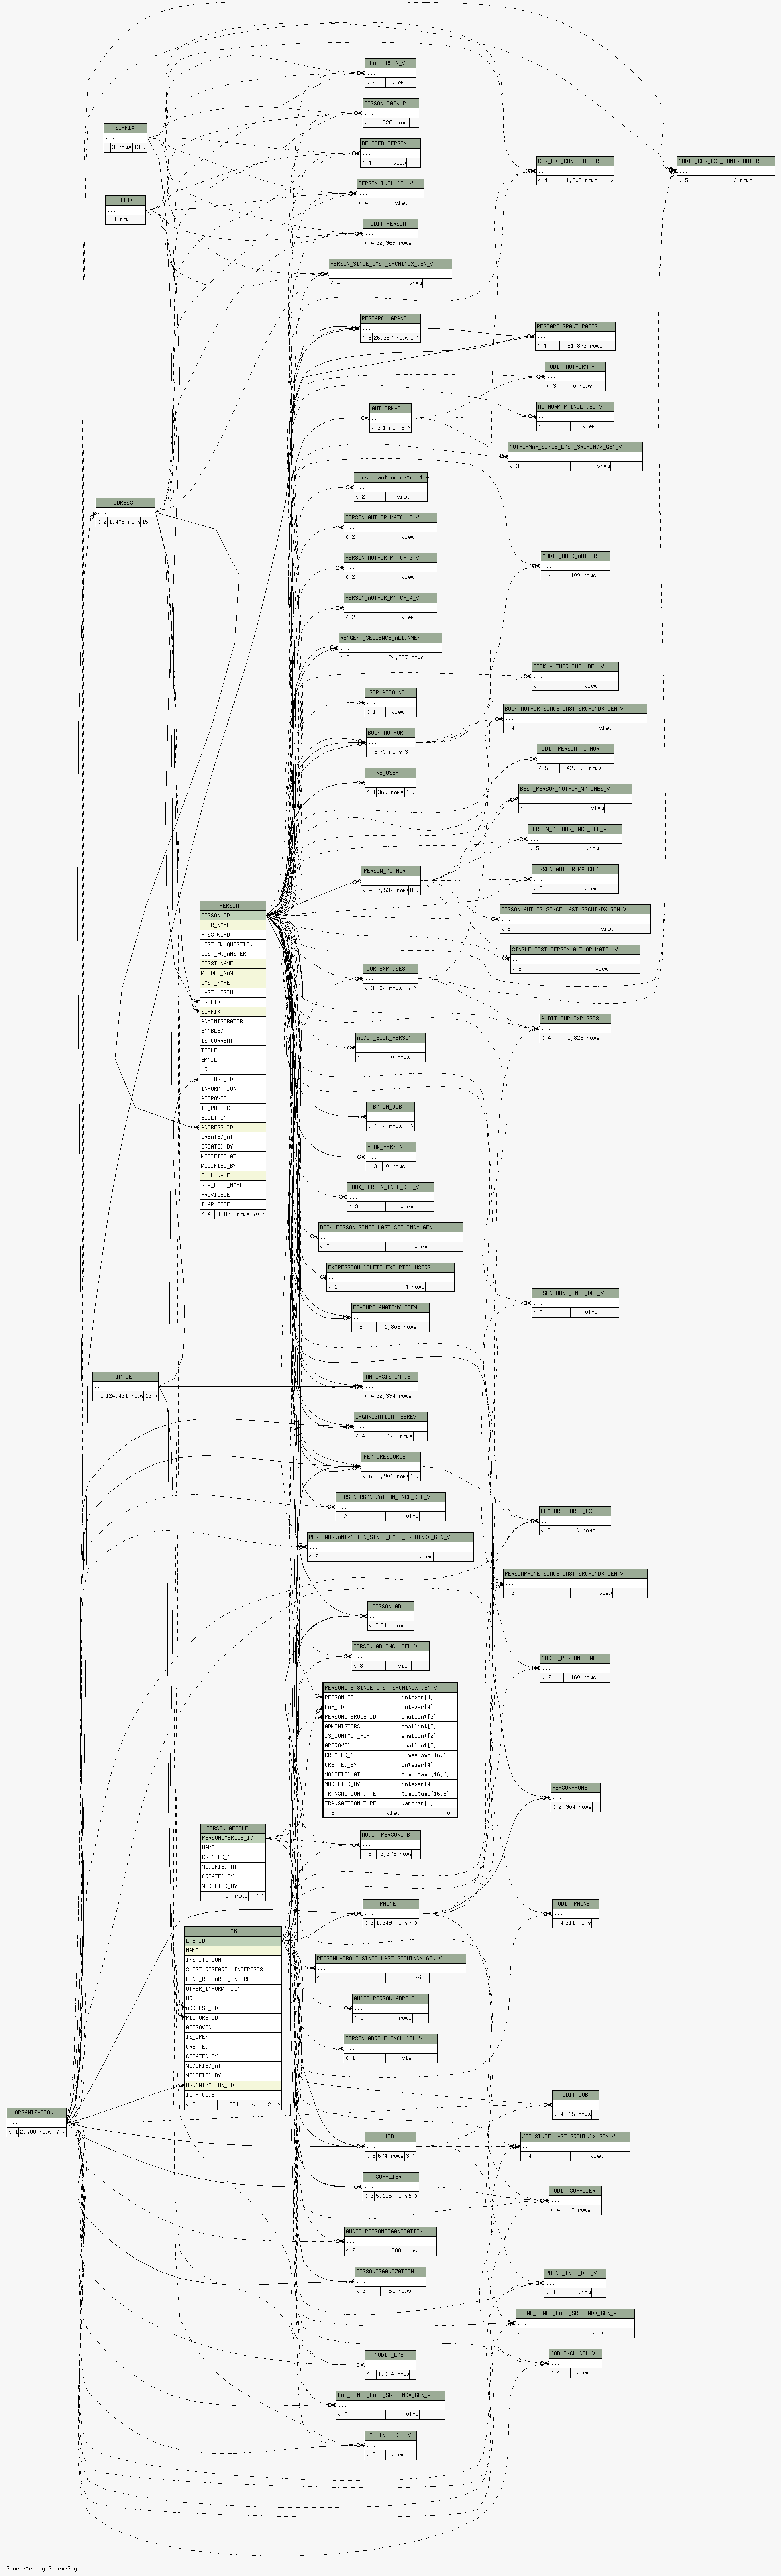 REALPERSON_V
...
< 4 view
PERSON_BACKUP
...
< 4 828 rows
SUFFIX
...
3 rows 13 >
DELETED_PERSON
...
< 4 view
CUR_EXP_CONTRIBUTOR
...
< 4 1,309 rows 1 >
AUDIT_CUR_EXP_CONTRIBUTOR
...
< 5 0 rows
PERSON_INCL_DEL_V
...
< 4 view
PREFIX
...
1 row 11 >
AUDIT_PERSON
...
< 4 22,969 rows
PERSON_SINCE_LAST_SRCHINDX_GEN_V
...
< 4 view
RESEARCH_GRANT
...
< 3 26,257 rows 1 >
RESEARCHGRANT_PAPER
...
< 4 51,873 rows
AUDIT_AUTHORMAP
...
< 3 0 rows
AUTHORMAP
...
< 2 1 row 3 >
AUTHORMAP_INCL_DEL_V
...
< 3 view
AUTHORMAP_SINCE_LAST_SRCHINDX_GEN_V
...
< 3 view
person_author_match_1_v
...
< 2 view
ADDRESS
...
< 2 1,409 rows 15 >
PERSON_AUTHOR_MATCH_2_V
...
< 2 view
PERSON_AUTHOR_MATCH_3_V
...
< 2 view
AUDIT_BOOK_AUTHOR
...
< 4 109 rows
PERSON_AUTHOR_MATCH_4_V
...
< 2 view
REAGENT_SEQUENCE_ALIGNMENT
...
< 5 24,597 rows
BOOK_AUTHOR_INCL_DEL_V
...
< 4 view
USER_ACCOUNT
...
< 1 view
BOOK_AUTHOR_SINCE_LAST_SRCHINDX_GEN_V
...
< 4 view
BOOK_AUTHOR
...
< 5 70 rows 3 >
AUDIT_PERSON_AUTHOR
...
< 5 42,398 rows
XB_USER
...
< 1 369 rows 1 >
BEST_PERSON_AUTHOR_MATCHES_V
...
< 5 view
PERSON_AUTHOR_INCL_DEL_V
...
< 5 view
PERSON_AUTHOR
...
< 4 37,532 rows 8 >
PERSON_AUTHOR_MATCH_V
...
< 5 view
PERSON_AUTHOR_SINCE_LAST_SRCHINDX_GEN_V
...
< 5 view
SINGLE_BEST_PERSON_AUTHOR_MATCH_V
...
< 5 view
CUR_EXP_GSES
...
< 3 302 rows 17 >
AUDIT_CUR_EXP_GSES
...
< 4 1,825 rows
PERSON
PERSON_ID
USER_NAME
PASS_WORD
LOST_PW_QUESTION
LOST_PW_ANSWER
FIRST_NAME
MIDDLE_NAME
LAST_NAME
LAST_LOGIN
PREFIX
SUFFIX
ADMINISTRATOR
ENABLED
IS_CURRENT
TITLE
EMAIL
URL
PICTURE_ID
INFORMATION
APPROVED
IS_PUBLIC
BUILT_IN
ADDRESS_ID
CREATED_AT
CREATED_BY
MODIFIED_AT
MODIFIED_BY
FULL_NAME
REV_FULL_NAME
PRIVILEGE
ILAR_CODE
< 4 1,873 rows 70 >
AUDIT_BOOK_PERSON
...
< 3 0 rows
BATCH_JOB
...
< 1 12 rows 1 >
BOOK_PERSON
...
< 3 0 rows
BOOK_PERSON_INCL_DEL_V
...
< 3 view
BOOK_PERSON_SINCE_LAST_SRCHINDX_GEN_V
...
< 3 view
EXPRESSION_DELETE_EXEMPTED_USERS
...
< 1 4 rows
PERSONPHONE_INCL_DEL_V
...
< 2 view
FEATURE_ANATOMY_ITEM
...
< 5 1,808 rows
IMAGE
...
< 1 124,431 rows 12 >
ANALYSIS_IMAGE
...
< 4 22,394 rows
ORGANIZATION_ABBREV
...
< 4 123 rows
FEATURESOURCE
...
< 6 55,906 rows 1 >
PERSONORGANIZATION_INCL_DEL_V
...
< 2 view
FEATURESOURCE_EXC
...
< 5 0 rows
PERSONORGANIZATION_SINCE_LAST_SRCHINDX_GEN_V
...
< 2 view
PERSONPHONE_SINCE_LAST_SRCHINDX_GEN_V
...
< 2 view
PERSONLAB
...
< 3 811 rows
PERSONLAB_INCL_DEL_V
...
< 3 view
AUDIT_PERSONPHONE
...
< 2 160 rows
PERSONLAB_SINCE_LAST_SRCHINDX_GEN_V
PERSON_ID integer[4]
LAB_ID integer[4]
PERSONLABROLE_ID smallint[2]
ADMINISTERS smallint[2]
IS_CONTACT_FOR smallint[2]
APPROVED smallint[2]
CREATED_AT timestamp[16,6]
CREATED_BY integer[4]
MODIFIED_AT timestamp[16,6]
MODIFIED_BY integer[4]
TRANSACTION_DATE timestamp[16,6]
TRANSACTION_TYPE varchar[1]
< 3 view 0 >
PERSONPHONE
...
< 2 904 rows
PERSONLABROLE
PERSONLABROLE_ID
NAME
CREATED_AT
MODIFIED_AT
CREATED_BY
MODIFIED_BY
10 rows 7 >
AUDIT_PERSONLAB
...
< 3 2,373 rows
PHONE
...
< 3 1,249 rows 7 >
AUDIT_PHONE
...
< 4 311 rows
LAB
LAB_ID
NAME
INSTITUTION
SHORT_RESEARCH_INTERESTS
LONG_RESEARCH_INTERESTS
OTHER_INFORMATION
URL
ADDRESS_ID
PICTURE_ID
APPROVED
IS_OPEN
CREATED_AT
CREATED_BY
MODIFIED_AT
MODIFIED_BY
ORGANIZATION_ID
ILAR_CODE
< 3 581 rows 21 >
PERSONLABROLE_SINCE_LAST_SRCHINDX_GEN_V
...
< 1 view
AUDIT_PERSONLABROLE
...
< 1 0 rows
PERSONLABROLE_INCL_DEL_V
...
< 1 view
ORGANIZATION
...
< 1 2,700 rows 47 >
AUDIT_JOB
...
< 4 365 rows
JOB
...
< 5 674 rows 3 >
JOB_SINCE_LAST_SRCHINDX_GEN_V
...
< 4 view
SUPPLIER
...
< 3 5,115 rows 6 >
AUDIT_SUPPLIER
...
< 4 0 rows
AUDIT_PERSONORGANIZATION
...
< 2 288 rows
PERSONORGANIZATION
...
< 3 51 rows
PHONE_INCL_DEL_V
...
< 4 view
PHONE_SINCE_LAST_SRCHINDX_GEN_V
...
< 4 view
AUDIT_LAB
...
< 3 1,084 rows
JOB_INCL_DEL_V
...
< 4 view
LAB_SINCE_LAST_SRCHINDX_GEN_V
...
< 3 view
LAB_INCL_DEL_V
...
< 3 view
Generated by SchemaSpy